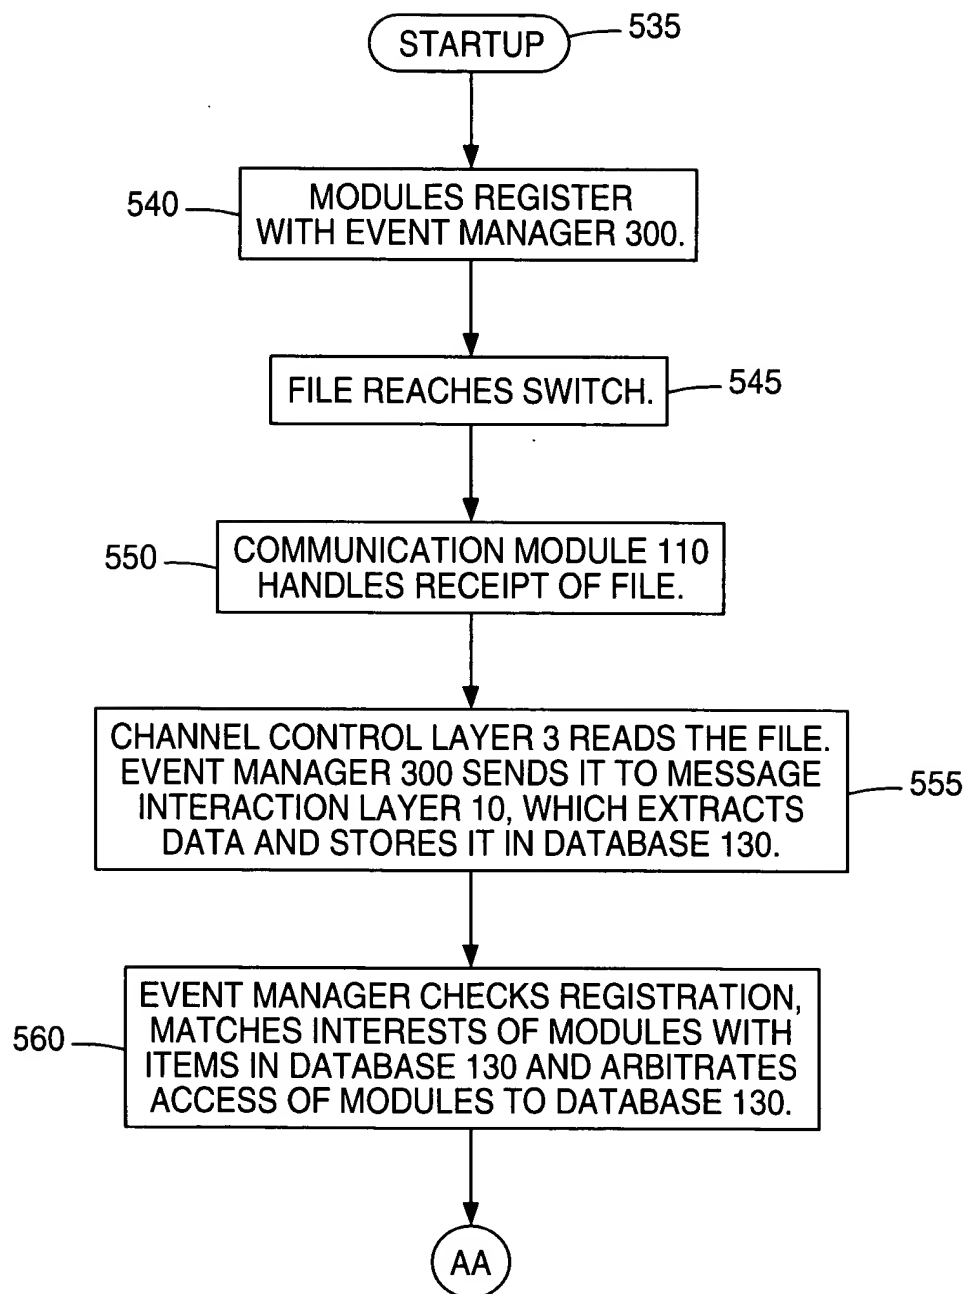 STARTUP
535
540
MODULES REGISTER
WITH EVENT MANAGER 300.
FILE REACHES SWITCH.
545
550
COMMUNICATION MODULE 110
HANDLES RECEIPT OF FILE.
CHANNEL CONTROL LAYER 3 READS THE FILE.
EVENT MANAGER 300 SENDS IT TO MESSAGE
INTERACTION LAYER 10, WHICH EXTRACTS
DATA AND STORES IT IN DATABASE 130.
555
560
EVENT MANAGER CHECKS REGISTRATION,
MATCHES INTERESTS OF MODULES WITH
ITEMS IN DATABASE 130 AND ARBITRATES
ACCESS OF MODULES TO DATABASE 130.
AA